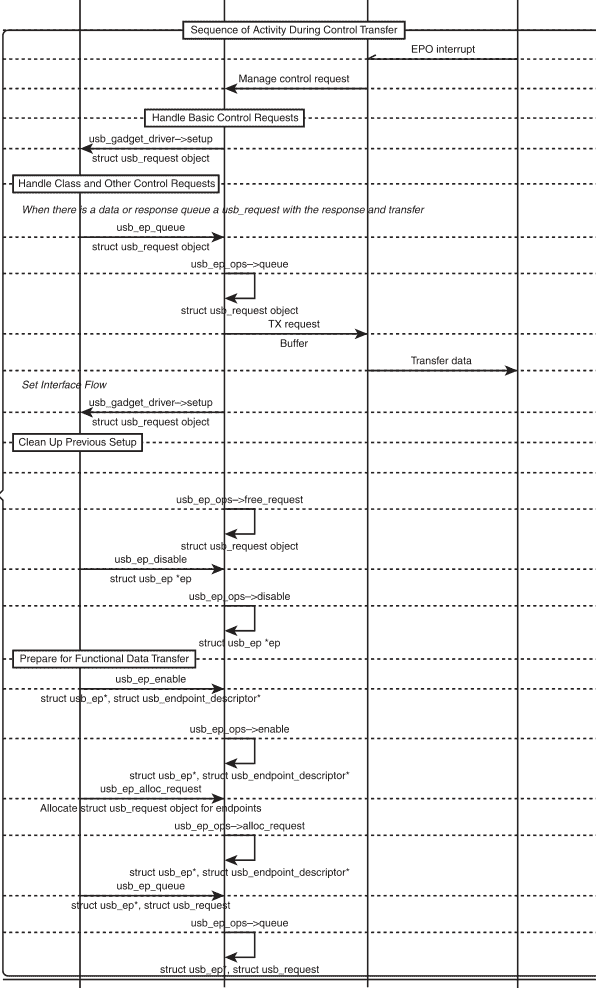 Sequence of Activity During Control Transfer
EPO interrupt
Manage control request
Handle Basic Control Requests
usb_gadget_driver–>setup
struct usb_request object
Handle Class and Other Control Requests
When there is a data or response queue a usb_request with the response and transfer
usb_ep_queue
struct usb_request object
usb_ep_ops–>queue
struct usb_request object
TX request
Buffer
Transfer data
Set Interface Flow
usb_gadget_driver–>setup
struct usb_request object
Clean Up Previous Setup
usb_ep_ops–>free_request
struct usb_request object
usb_ep_disable
struct usb_ep *ep
usb_ep_ops–>disable
struct usb_ep *ep
Prepare for Functional Data Transfer
usb_ep_enable
struct usb_ep*, struct usb_endpoint_descriptor*
usb_ep_ops–>enable
struct usb_ep*, struct usb_endpoint_descriptor*
usb_ep_alloc_request
Allocate struct usb_request object for endpoints
usb_ep_ops–>alloc_request
struct usb_ep*, struct usb_endpoint_descriptor*
usb_ep_queue
struct usb_ep*, struct usb_request
usb_ep_ops–>queue
struct usb_ep*, struct usb_request